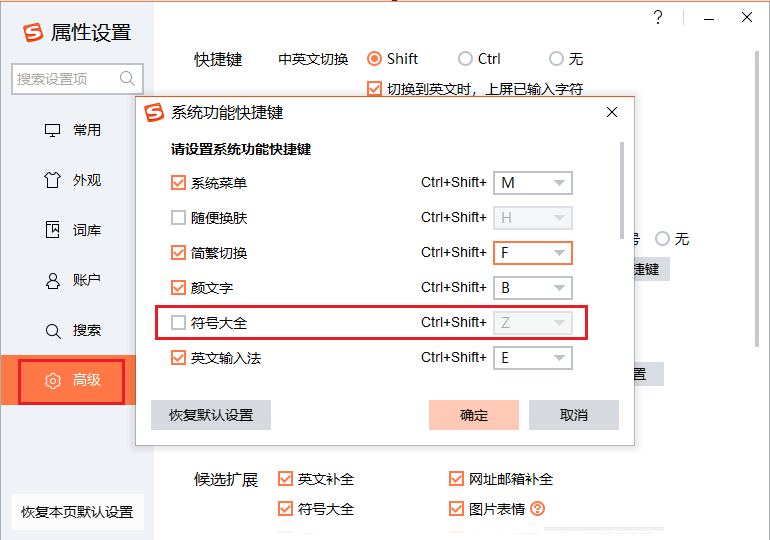 属性设置
?
搜索设置项
常用
外观
词库
账户
搜索
高级
恢复本页默认设置
快捷键 中英文切换 Shift Ctrl 无
切换到英文时，上屏已输入字符
系统功能快捷键
请设置系统功能快捷键
系统菜单 Ctrl+Shift+ M
随便换肤 H
简繁切换 Ctrl+Shift+ F
颜文字 Ctrl+Shift+ B
符号大全 Ctrl+Shift+ Z
英文输入法 Ctrl+Shift+ E
恢复默认设置 确定 取消
号 无
捷键
置
候选扩展 英文补全 网址邮箱补全
符号大全 图片表情 ?